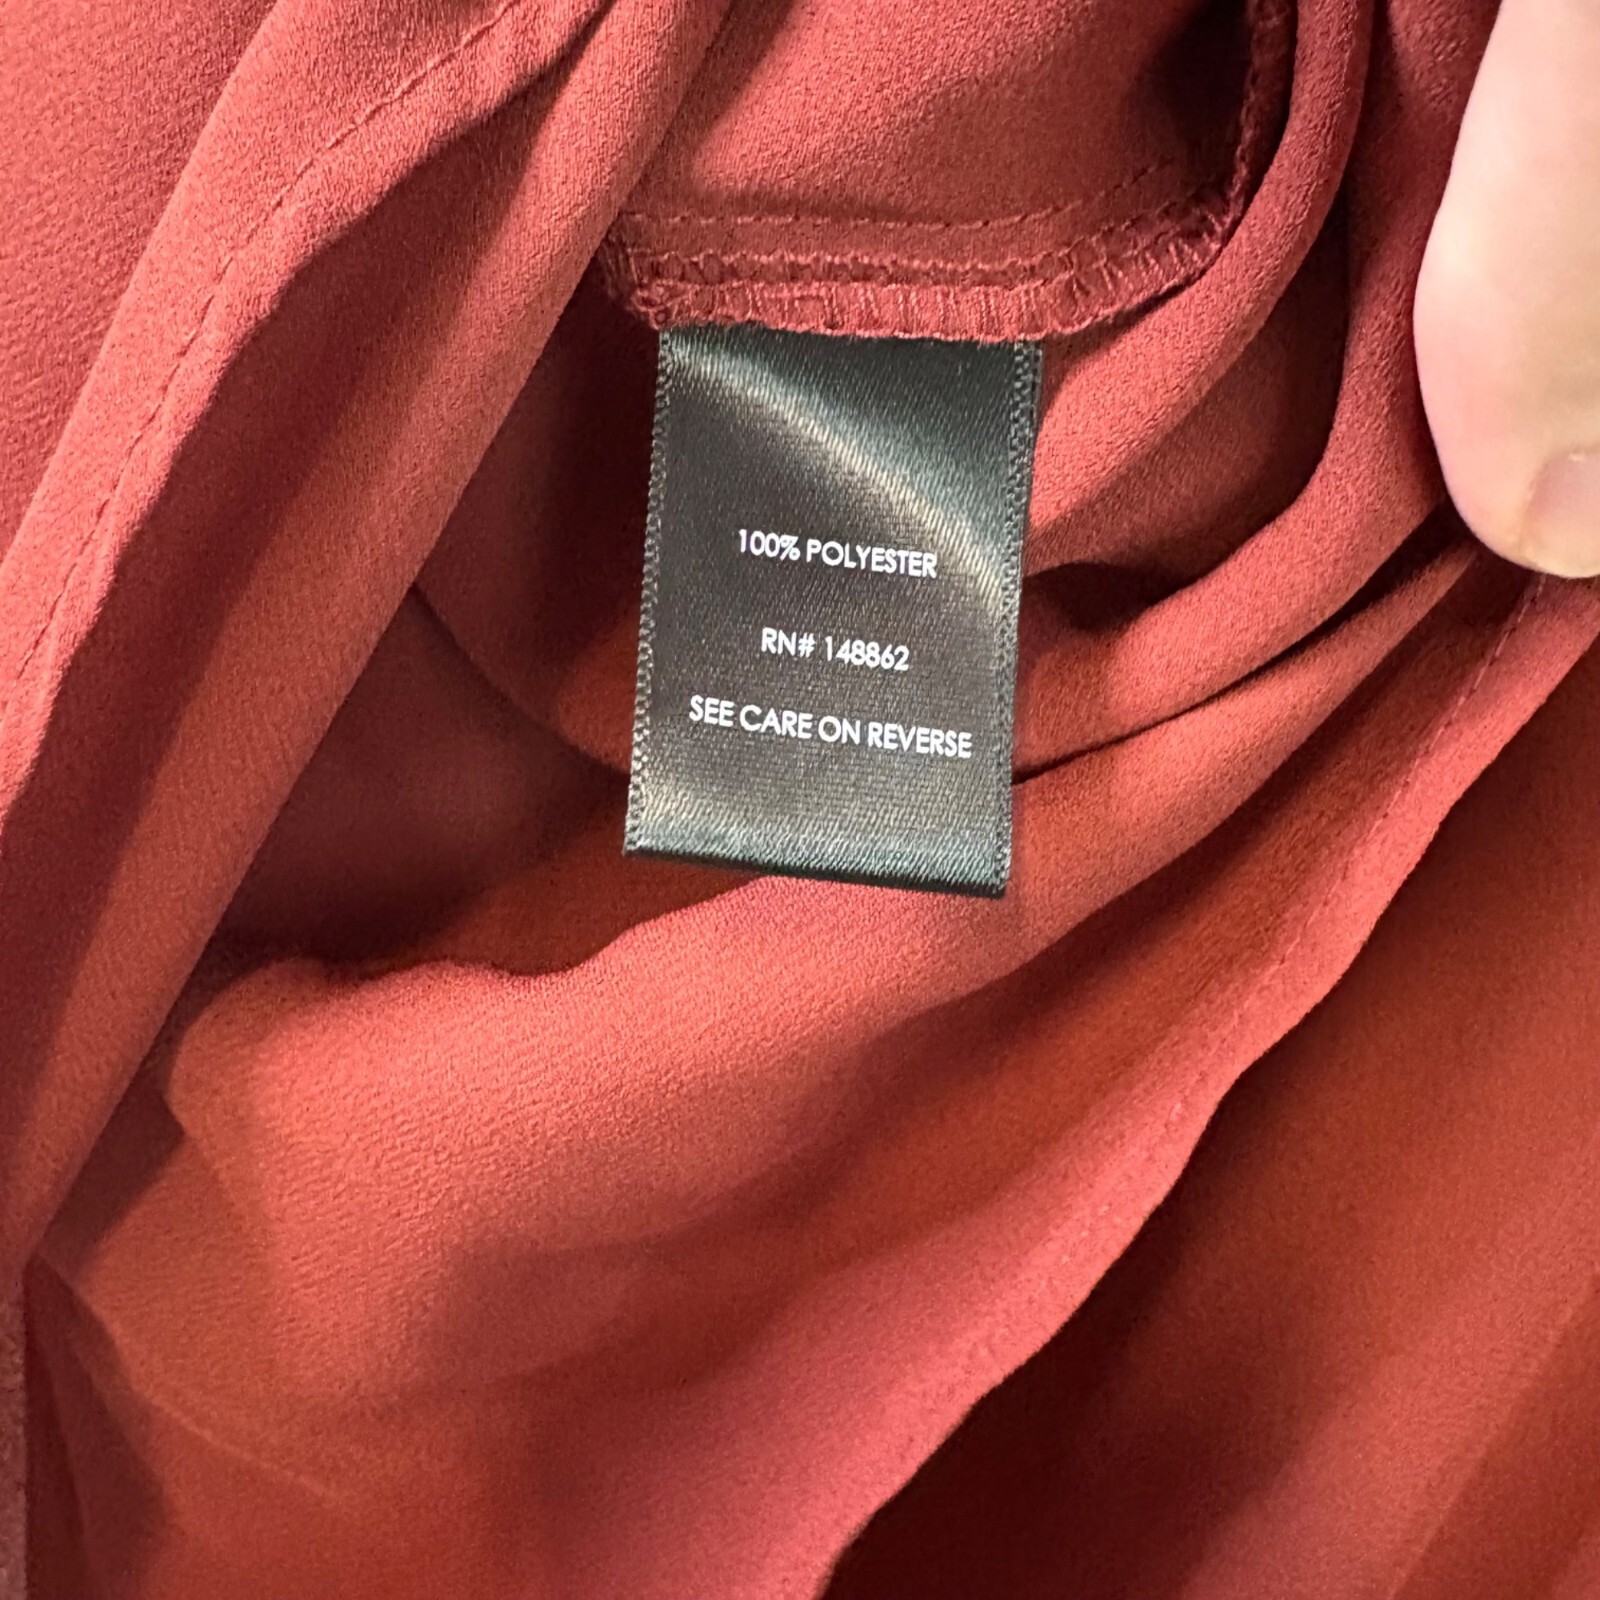 100% POLYESTER
RN# 148862
SEE CARE ON REVERSE